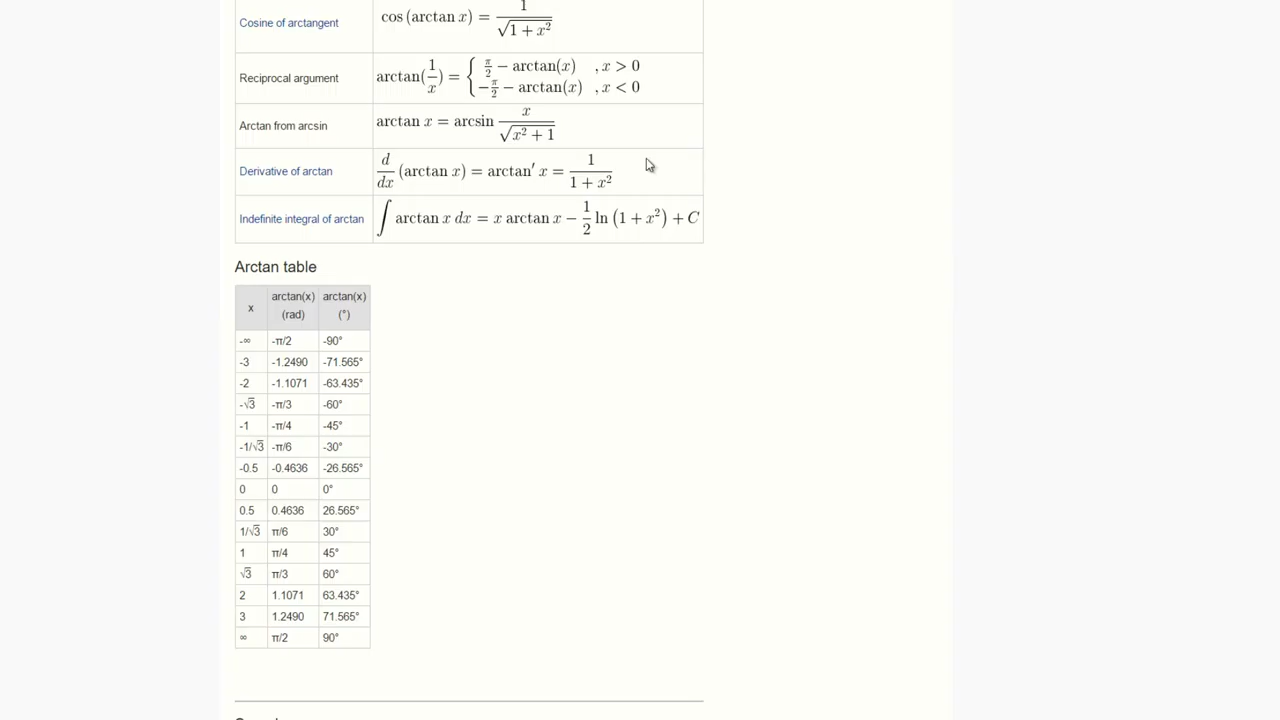 Cosine of arctangent cos (arctan x) = 1/√(1 + x²)
Reciprocal argument arctan(1/x) = { π/2 − arctan(x) , x > 0
−π/2 − arctan(x) , x < 0
Arctan from arcsin arctan x = arcsin x/√(x² + 1)
Derivative of arctan d/dx (arctan x) = arctan′ x = 1/(1 + x²)
Indefinite integral of arctan ∫ arctan x dx = x arctan x − 1/2 ln (1 + x²) + C
Arctan table
x arctan(x) (rad) arctan(x) (°)
-∞ -π/2 -90°
-3 -1.2490 -71.565°
-2 -1.1071 -63.435°
-√3 -π/3 -60°
-1 -π/4 -45°
-1/√3 -π/6 -30°
-0.5 -0.4636 -26.565°
0 0 0°
0.5 0.4636 26.565°
1/√3 π/6 30°
1 π/4 45°
√3 π/3 60°
2 1.1071 63.435°
3 1.2490 71.565°
∞ π/2 90°